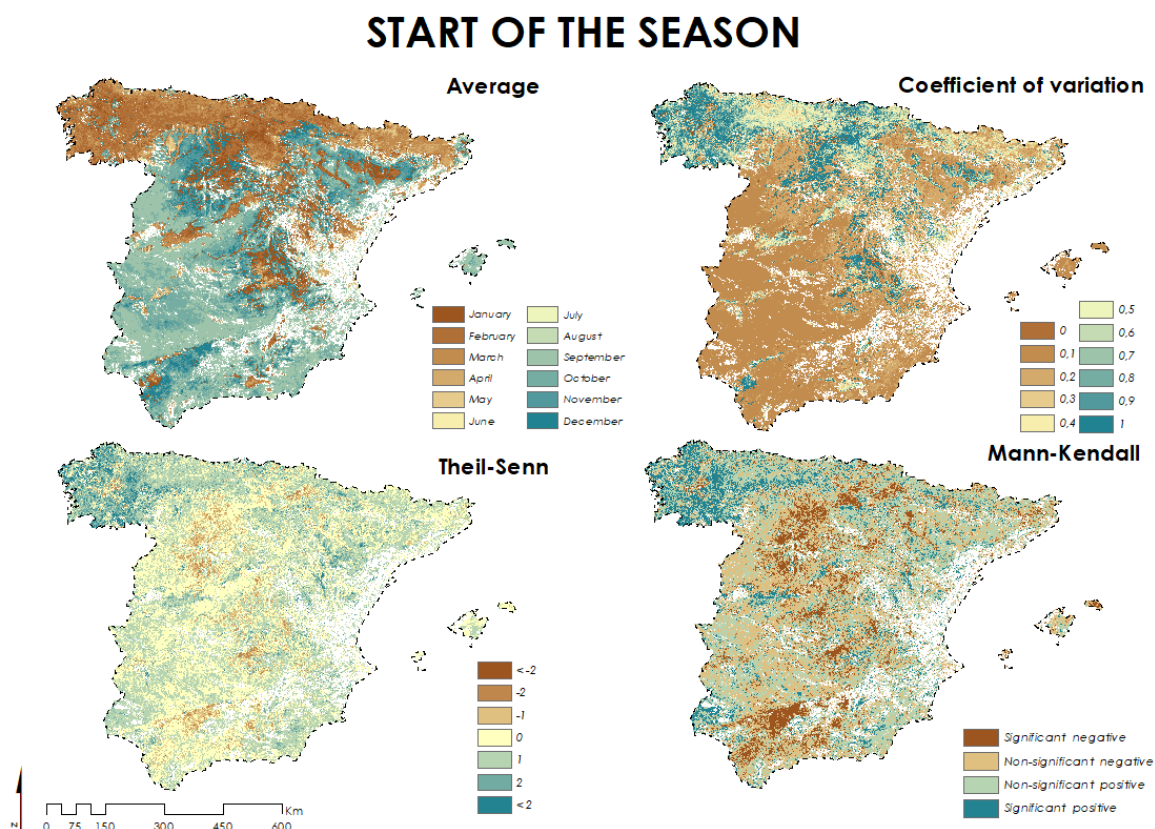 START OF THE SEASON
Average
January
February
March
April
May
June
July
August
September
October
November
December
Coefficient of variation
0
0,1
0,2
0,3
0,4
0,5
0,6
0,7
0,8
0,9
1
Theil-Senn
< -2
-2
-1
0
1
2
<2
Mann-Kendall
Significant negative
Non-significant negative
Non-significant positive
Significant positive
N
0 75 150 300 450 600
Km